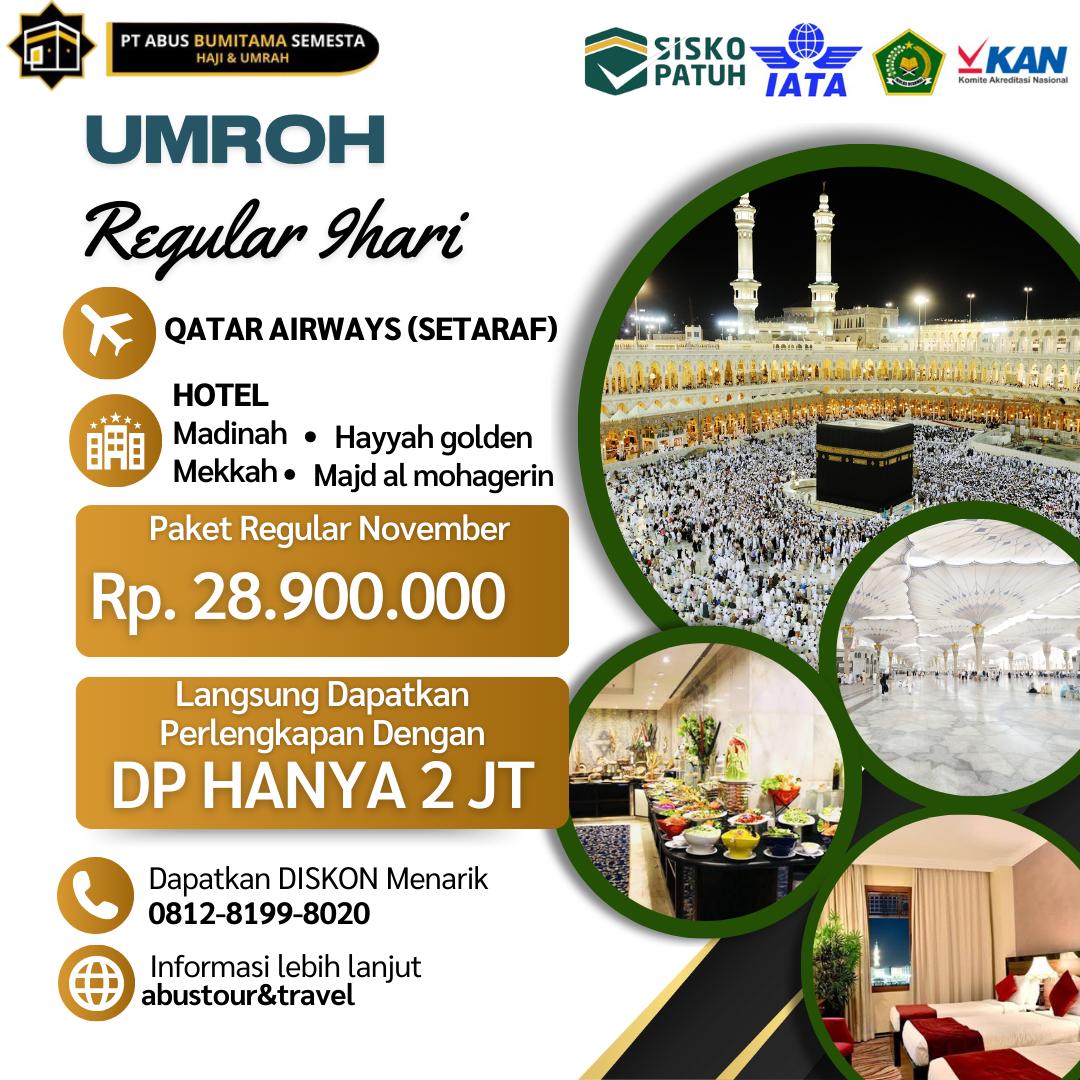 PT ABUS BUMITAMA SEMESTA
HAJI & UMRAH
SISKO
PATUH
IATA
KAN
Komite Akreditasi Nasional
UMROH
Regular 9hari
QATAR AIRWAYS (SETARAF)
HOTEL
Madinah • Hayyah golden
Mekkah • Majd al mohagerin
Paket Regular November
Rp. 28.900.000
Langsung Dapatkan
Perlengkapan Dengan
DP HANYA 2 JT
Dapatkan DISKON Menarik
0812-8199-8020
Informasi lebih lanjut
abustour&travel